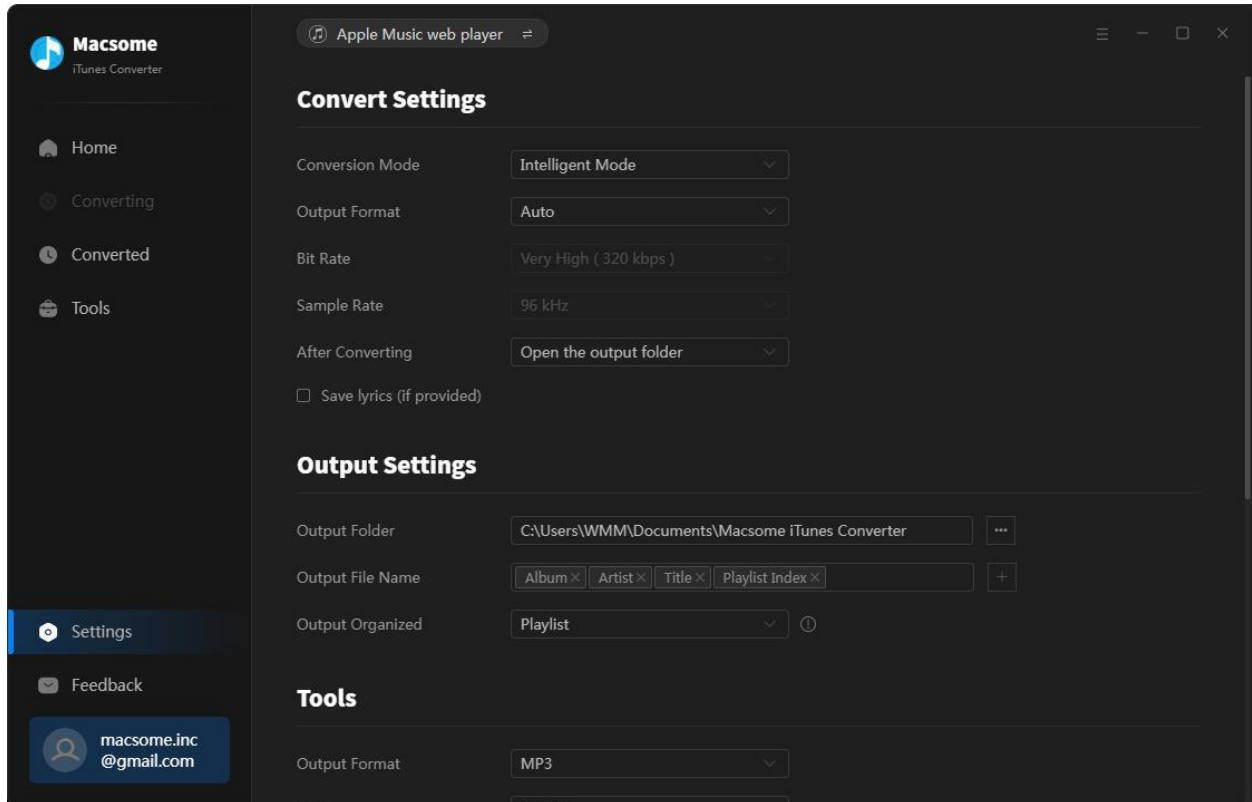 Macsome
iTunes Converter
Home
Converting
Converted
Tools
Settings
Feedback
macsome.inc
@gmail.com
Apple Music web player
Convert Settings
Conversion Mode Intelligent Mode
Output Format Auto
Bit Rate Very High ( 320 kbps )
Sample Rate 96 kHz
After Converting Open the output folder
Save lyrics (if provided)
Output Settings
Output Folder C:\Users\WMM\Documents\Macsome iTunes Converter
Output File Name Album Artist Title Playlist Index
Output Organized Playlist
Tools
Output Format MP3